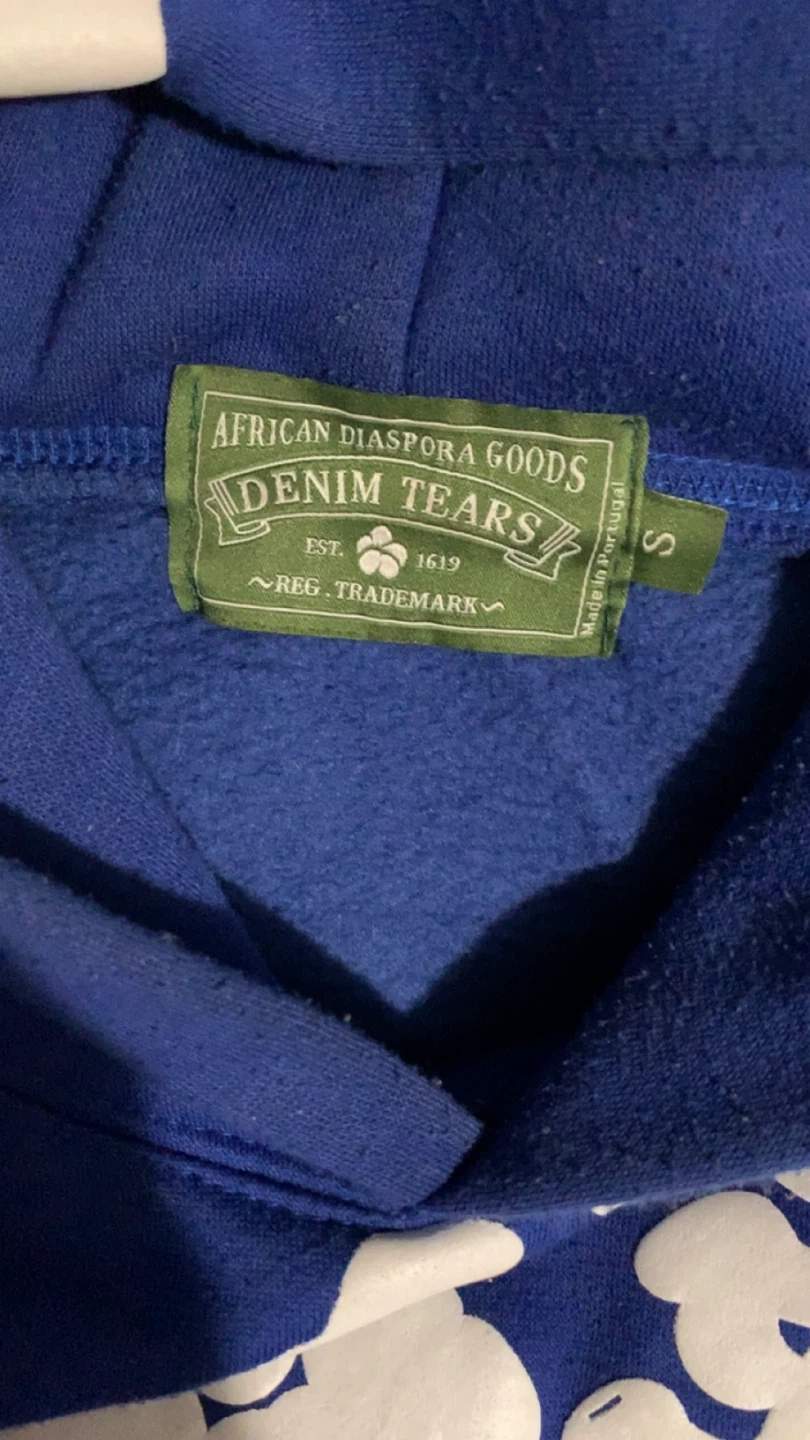 AFRICAN DIASPORA GOODS
DENIM TEARS
EST. 1619
~REG . TRADEMARK~
Made in Portugal
S